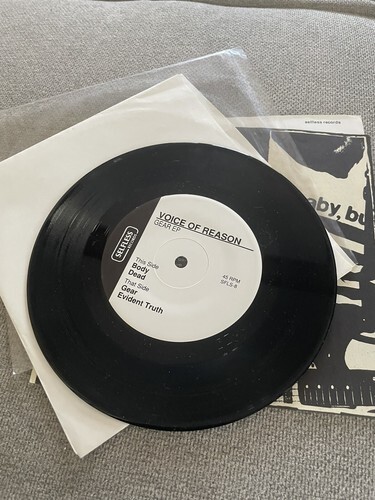 selfless records
aby, bu
VOICE OF REASON
GEAR EP
SELFLESS
RECORDS
This Side
Body
Dead
That Side
Gear
Evident Truth
45 RPM
SFLS-8